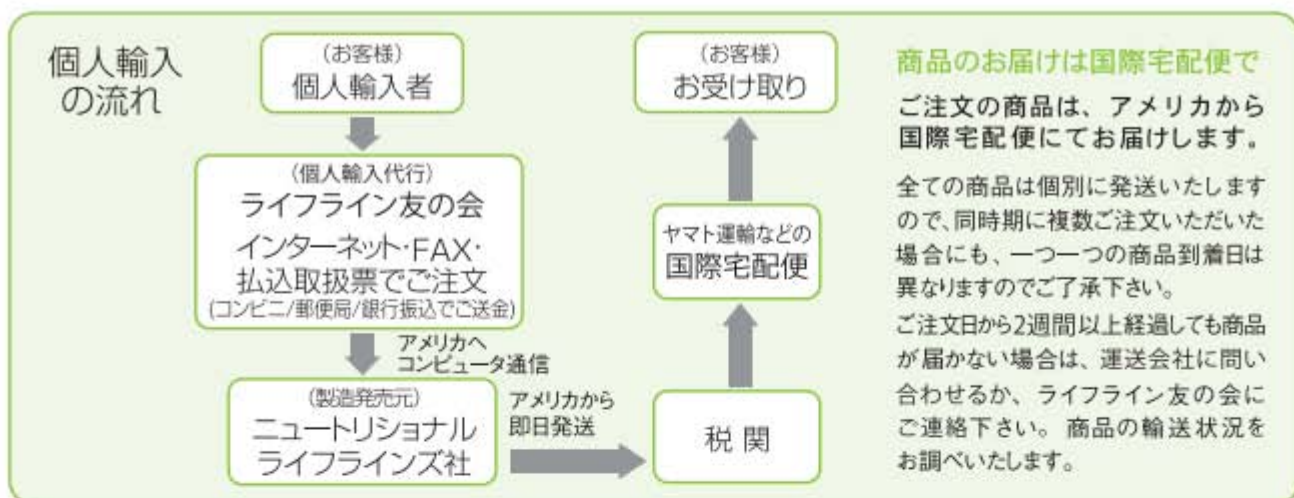 個人輸入
の流れ
（お客様）
個人輸入者
（個人輸入代行）
ライフライン友の会
インターネット・FAX・
払込取扱票でご注文
(コンビニ/郵便局/銀行振込でご送金)
アメリカへ
コンピュータ通信
（製造発売元）
ニュートリショナル
ライフラインズ社
アメリカから
即日発送
税関
ヤマト運輸などの
国際宅配便
（お客様）
お受け取り
商品のお届けは国際宅配便で
ご注文の商品は、アメリカから
国際宅配便にてお届けします。
全ての商品は個別に発送いたします
ので、同時期に複数ご注文いただいた
場合にも、一つ一つの商品到着日は
異なりますのでご了承下さい。
ご注文日から2週間以上経過しても商品
が届かない場合は、運送会社に問い
合わせるか、ライフライン友の会に
ご連絡下さい。商品の輸送状況を
お調べいたします。